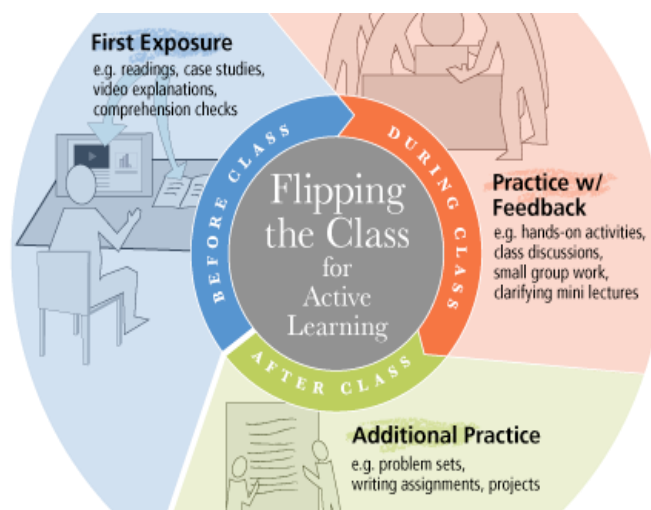 First Exposure
e.g. readings, case studies,
video explanations,
comprehension checks
BEFORE CLASS
DURING CLASS
Flipping
the Class
for
Active
Learning
Practice w/
Feedback
e.g. hands-on activities,
class discussions,
small group work,
clarifying mini lectures
AFTER CLASS
Additional Practice
e.g. problem sets,
writing assignments, projects